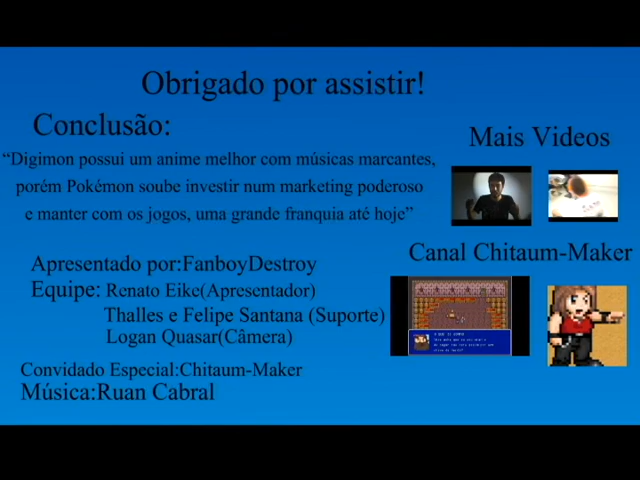 Obrigado por assistir!
Conclusão:
“Digimon possui um anime melhor com músicas marcantes,
porém Pokémon soube investir num marketing poderoso
e manter com os jogos, uma grande franquia até hoje”
Mais Videos
Canal Chitaum-Maker
Apresentado por:FanboyDestroy
Equipe: Renato Eike(Apresentador)
Thalles e Felipe Santana (Suporte)
Logan Quasar(Câmera)
Convidado Especial:Chitaum-Maker
Música:Ruan Cabral